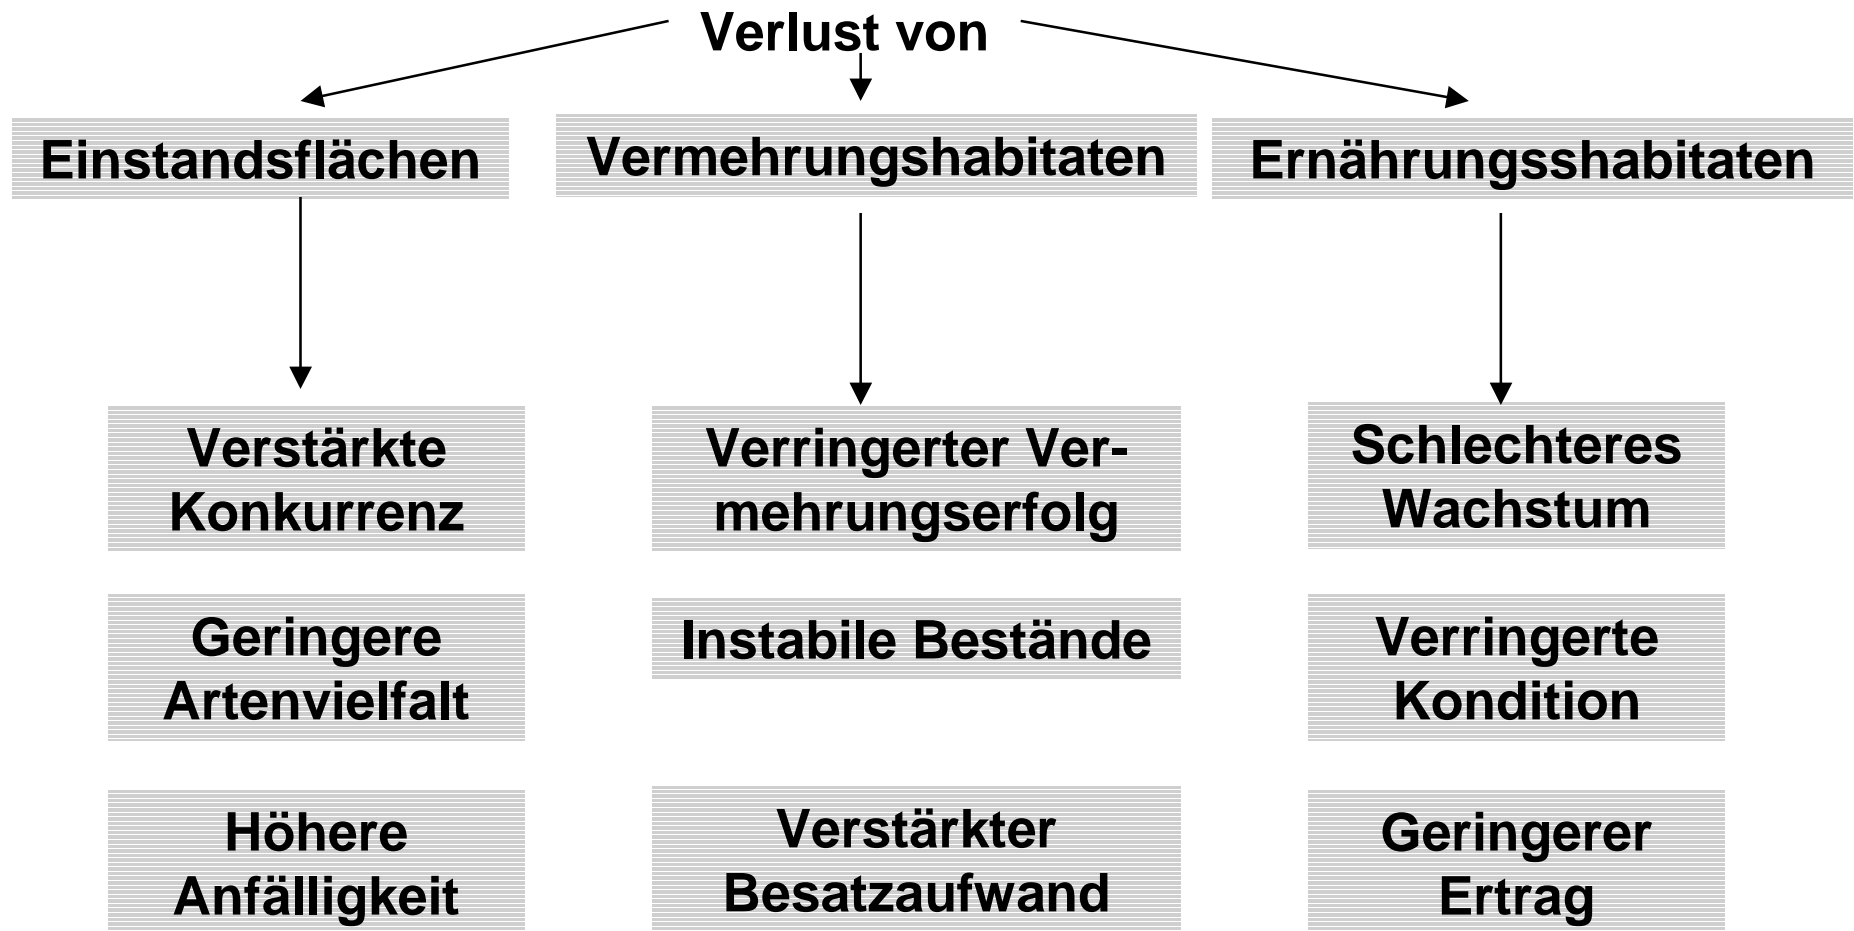 Verlust von
Einstandsflächen
Vermehrungshabitaten
Ernährungsshabitaten
Verstärkte
Konkurrenz
Verringerter Ver-
mehrungserfolg
Schlechteres
Wachstum
Geringere
Artenvielfalt
Instabile Bestände
Verringerte
Kondition
Höhere
Anfälligkeit
Verstärkter
Besatzaufwand
Geringerer
Ertrag